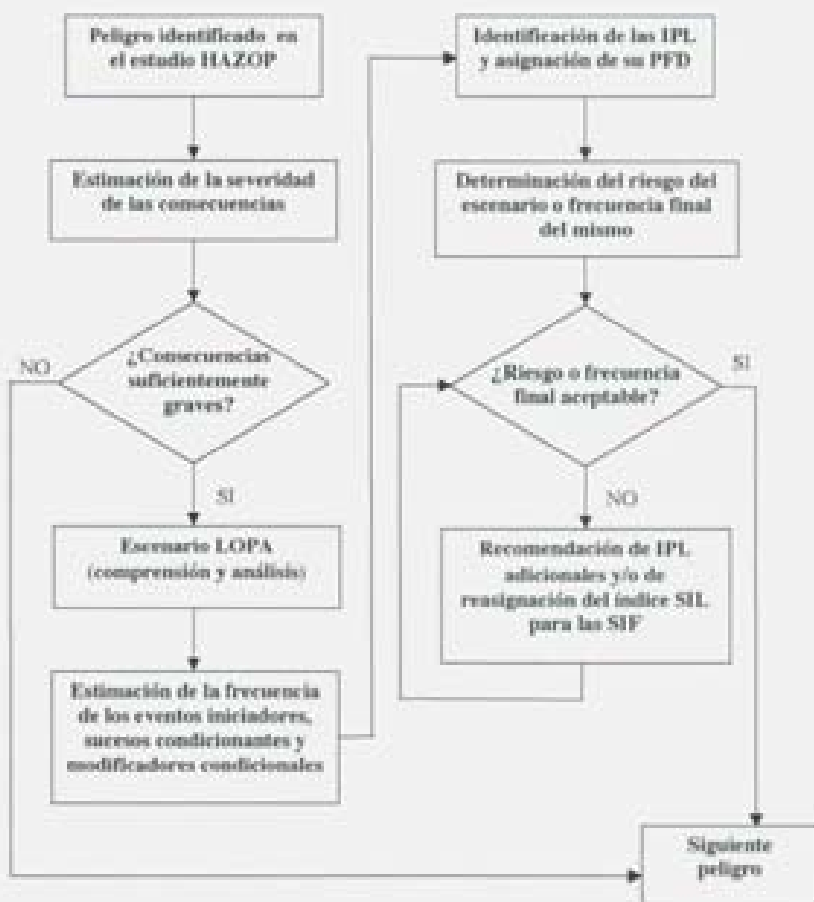 Peligro identificado en
el estudio HAZOP
Estimación de la severidad
de las consecuencias
¿Consecuencias
suficientemente
graves?
NO
SI
Escenario LOPA
(comprensión y análisis)
Estimación de la frecuencia
de los eventos iniciadores,
sucesos condicionantes y
modificadores condicionales
Identificación de las IPL
y asignación de su PFD
Determinación del riesgo del
escenario o frecuencia final
del mismo
¿Riesgo o frecuencia
final aceptable?
SI
NO
Recomendación de IPL
adicionales y/o de
reasignación del índice SIL
para las SIF
Siguiente
peligro